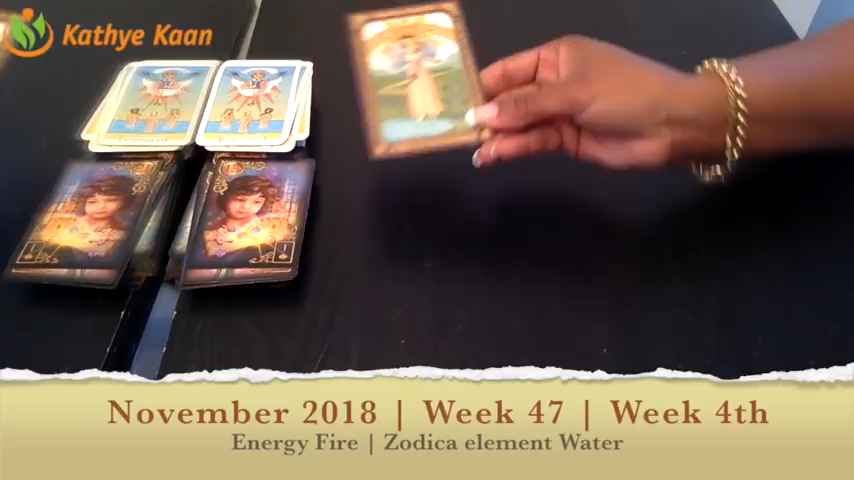 Kathye Kaan
November 2018 | Week 47 | Week 4th
Energy Fire | Zodica element Water